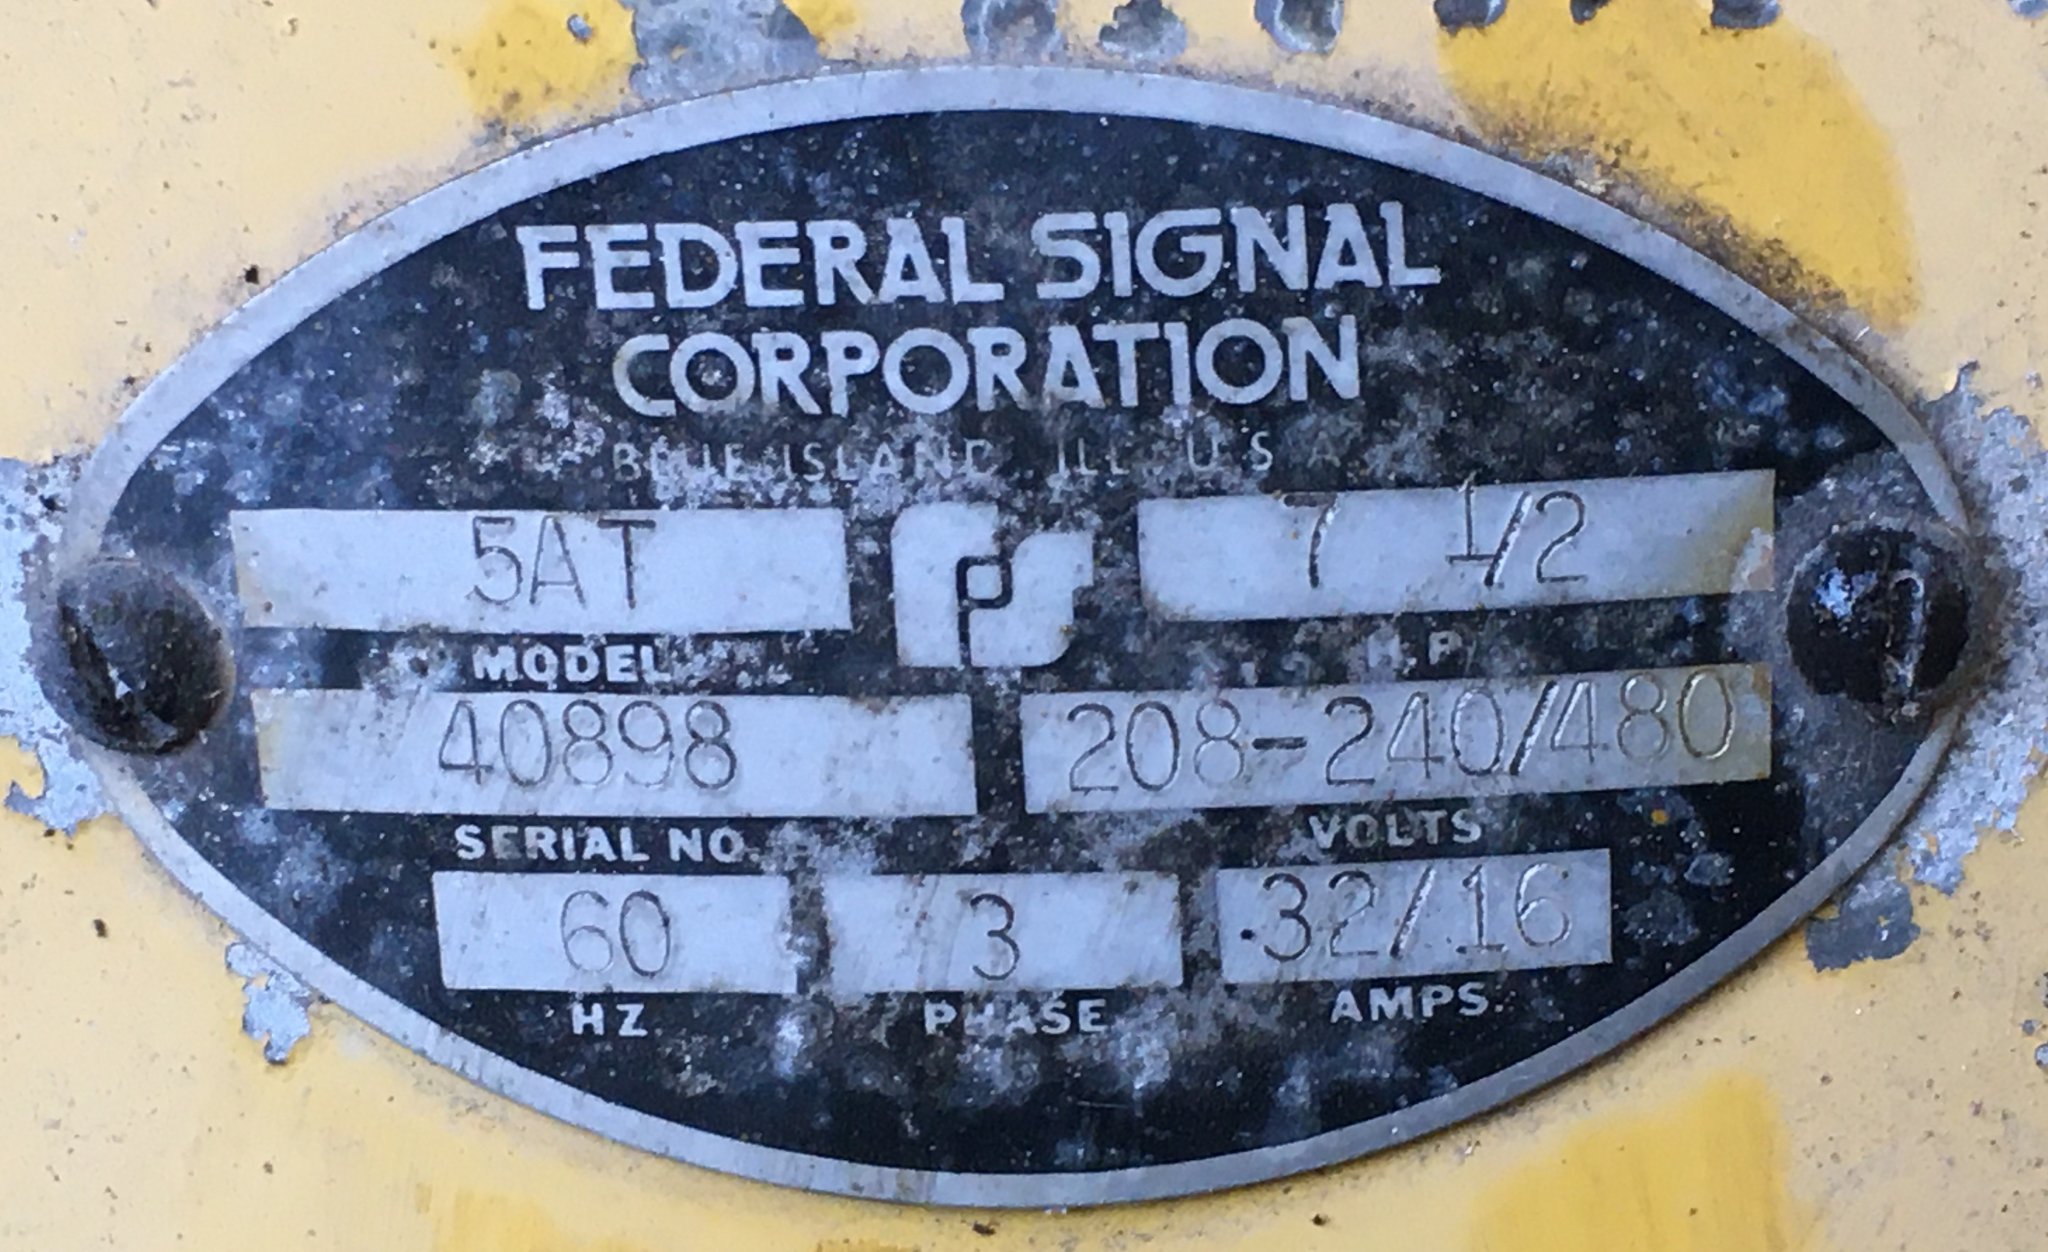 FEDERAL SIGNAL
CORPORATION
BLUE ISLAND, ILL. U.S.A.
5AT 7 1/2
MODEL H.P.
40898 208-240/480
SERIAL NO. VOLTS
60 3 32/16
HZ PHASE AMPS.